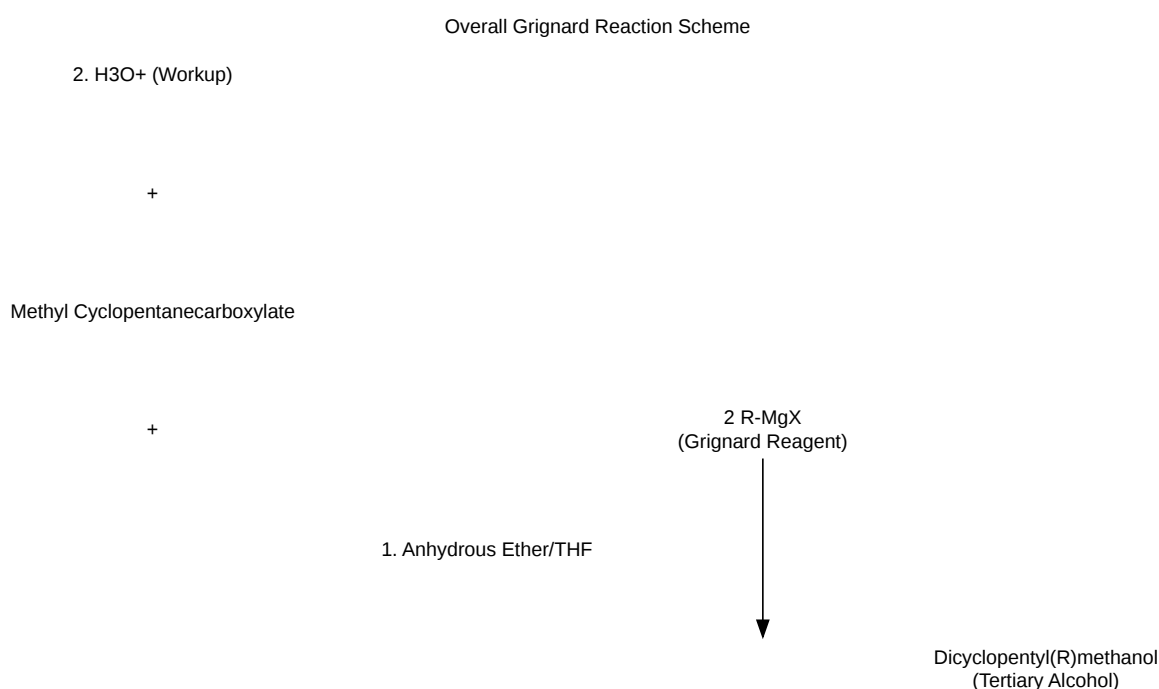 Overall Grignard Reaction Scheme
2. H3O+ (Workup)
+
Methyl Cyclopentanecarboxylate
+
2 R-MgX
(Grignard Reagent)
1. Anhydrous Ether/THF
Dicyclopentyl(R)methanol
(Tertiary Alcohol)